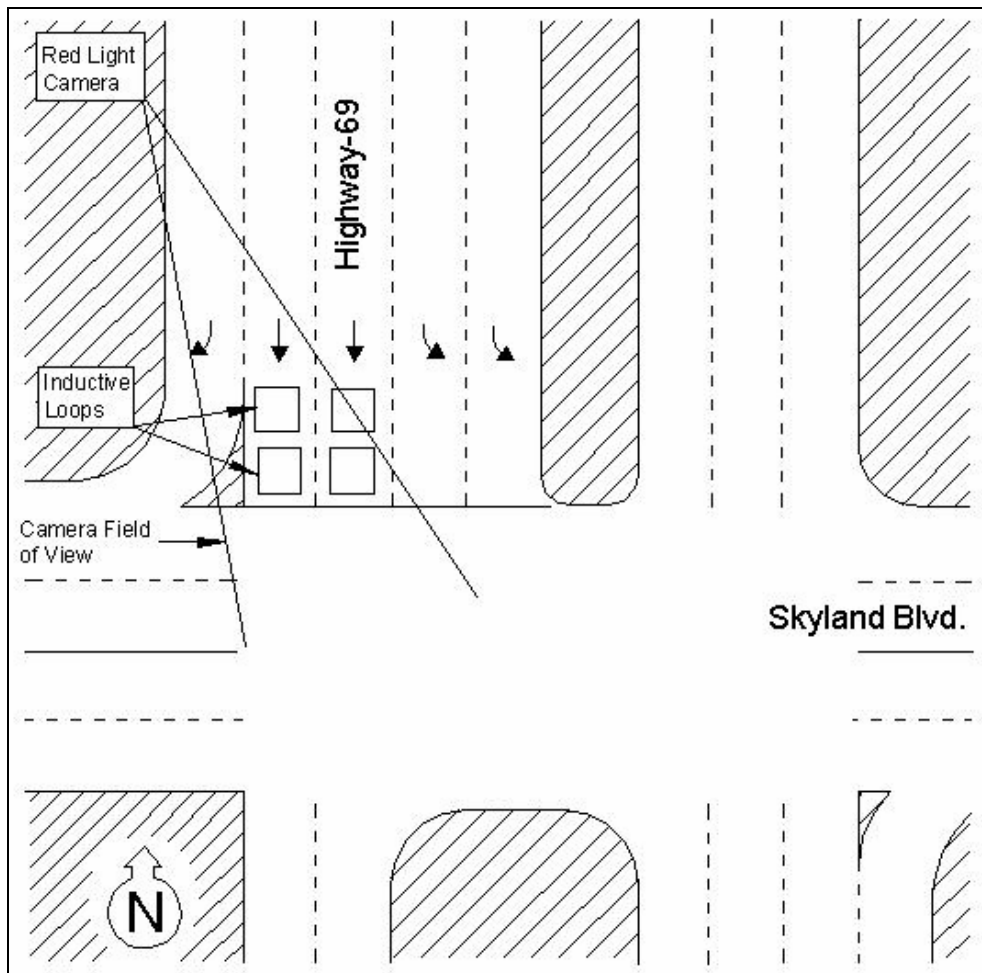 Red Light
Camera
Highway-69
Inductive
Loops
Camera Field
of View
Skyland Blvd.
N